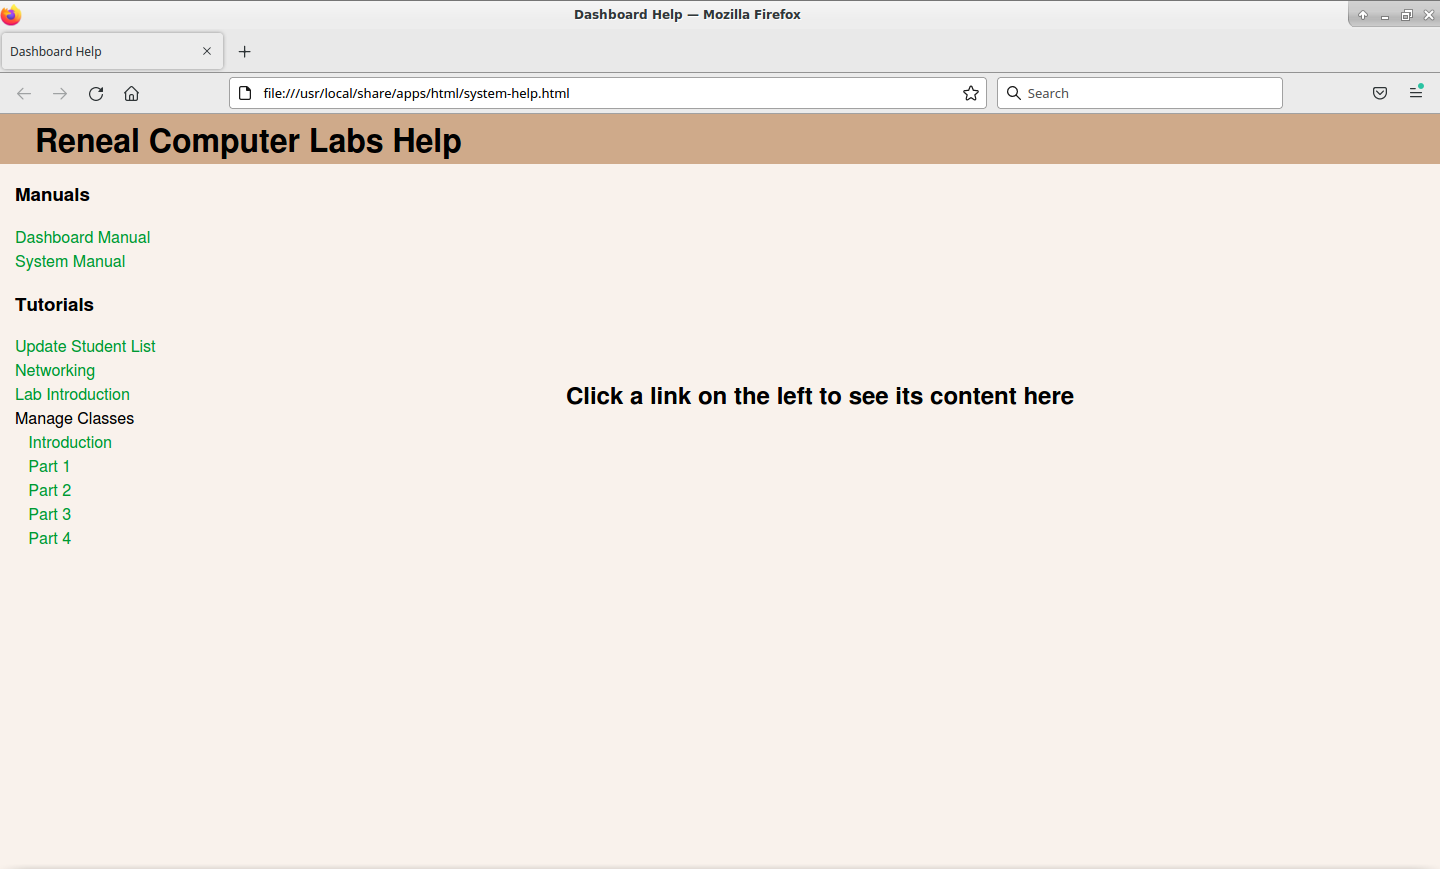 Dashboard Help — Mozilla Firefox
Dashboard Help
file:///usr/local/share/apps/html/system-help.html
Search
Reneal Computer Labs Help
Manuals
Dashboard Manual
System Manual
Tutorials
Update Student List
Networking
Lab Introduction
Manage Classes
Introduction
Part 1
Part 2
Part 3
Part 4
Click a link on the left to see its content here